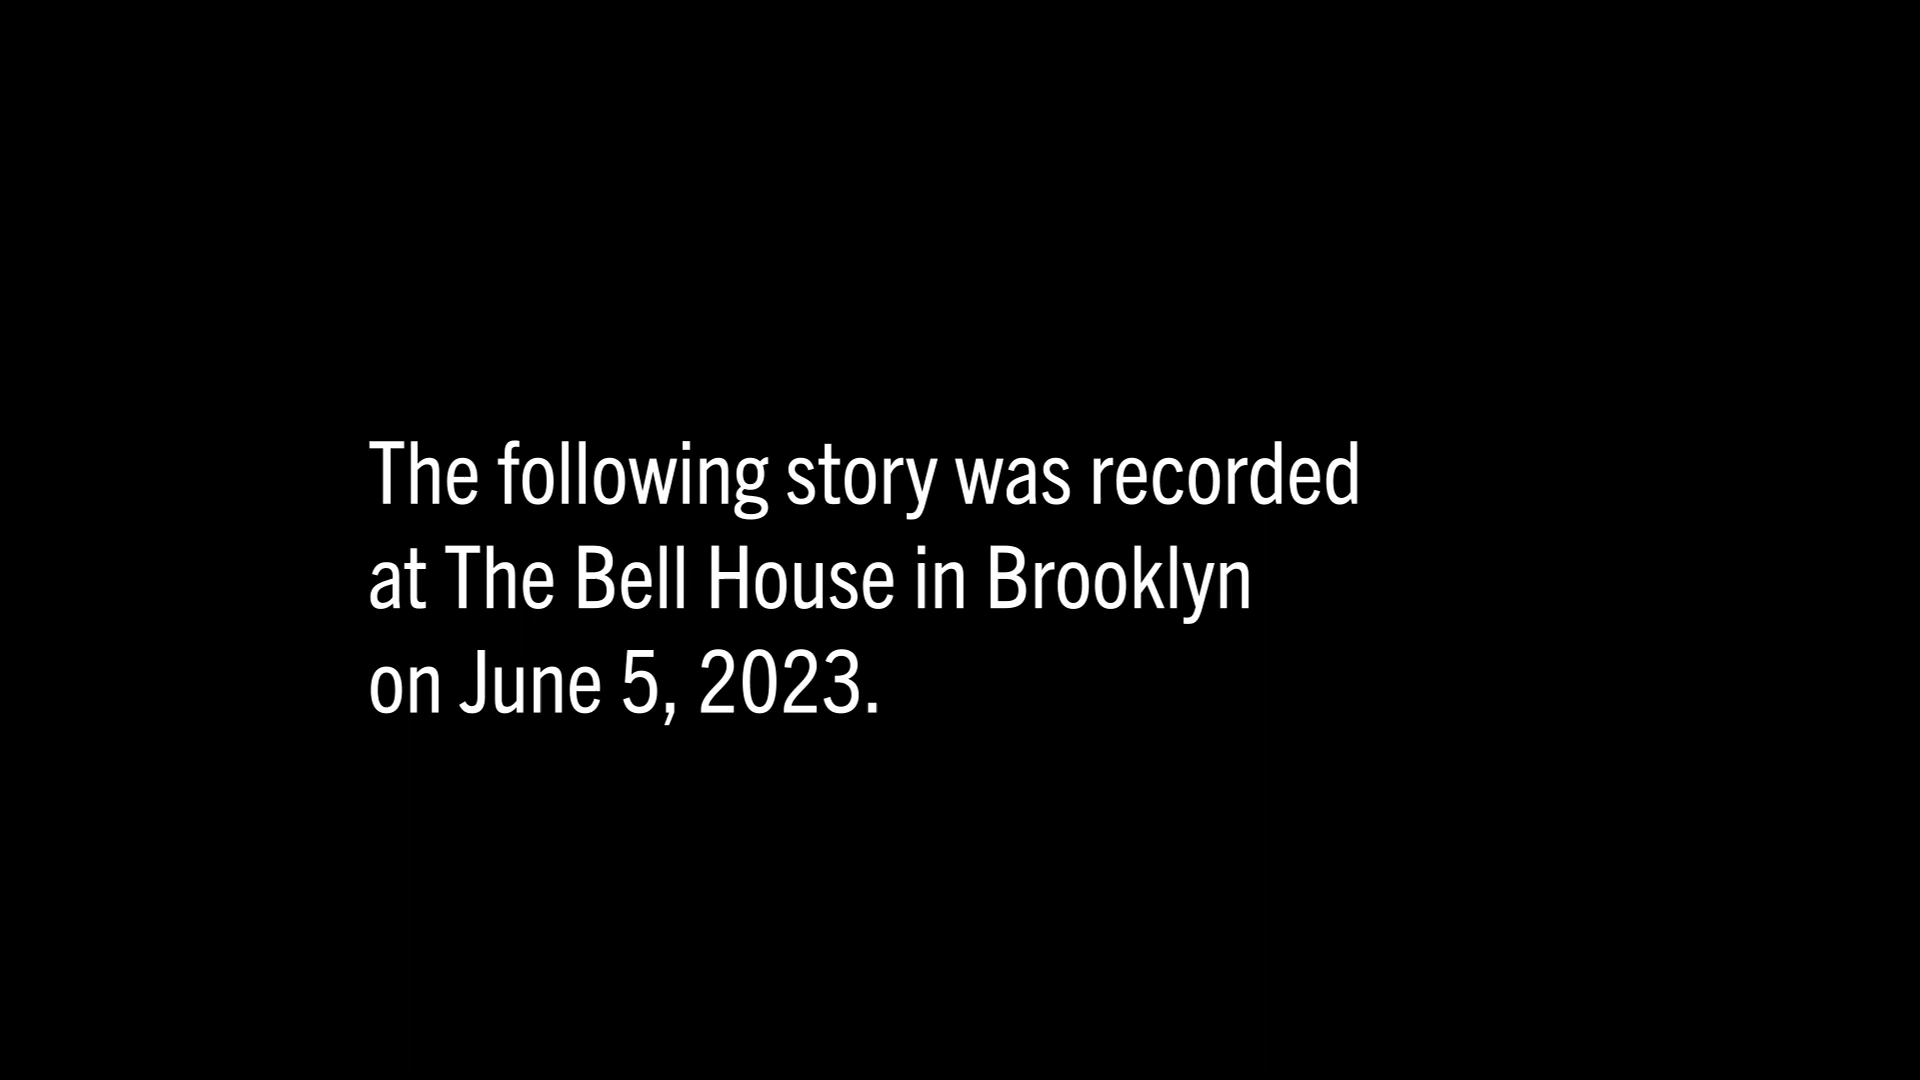 The following story was recorded
at The Bell House in Brooklyn
on June 5, 2023.